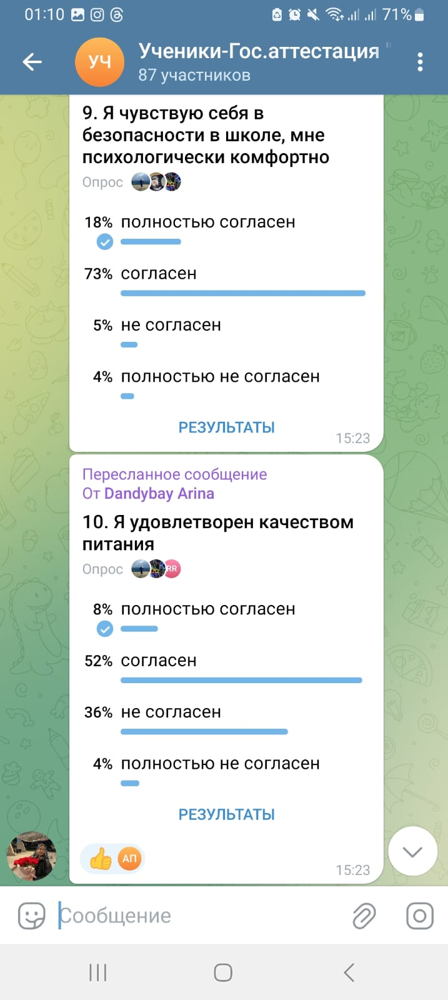 01:10
71%
УЧ
Ученики-Гос.аттестация "
87 участников
9. Я чувствую себя в
безопасности в школе, мне
психологически комфортно
Опрос
18% полностью согласен
73% согласен
5% не согласен
4% полностью не согласен
РЕЗУЛЬТАТЫ
15:23
Пересланное сообщение
От Dandybay Arina
10. Я удовлетворен качеством
питания
Опрос RR
8% полностью согласен
52% согласен
36% не согласен
4% полностью не согласен
РЕЗУЛЬТАТЫ
АП
15:23
Сообщение